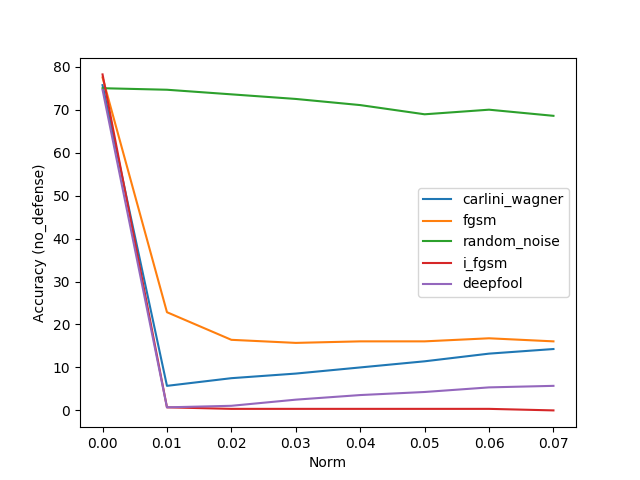 80
70
60
50
40
30
20
10
0
Accuracy (no_defense)
carlini_wagner
fgsm
random_noise
i_fgsm
deepfool
0.00 0.01 0.02 0.03 0.04 0.05 0.06 0.07
Norm